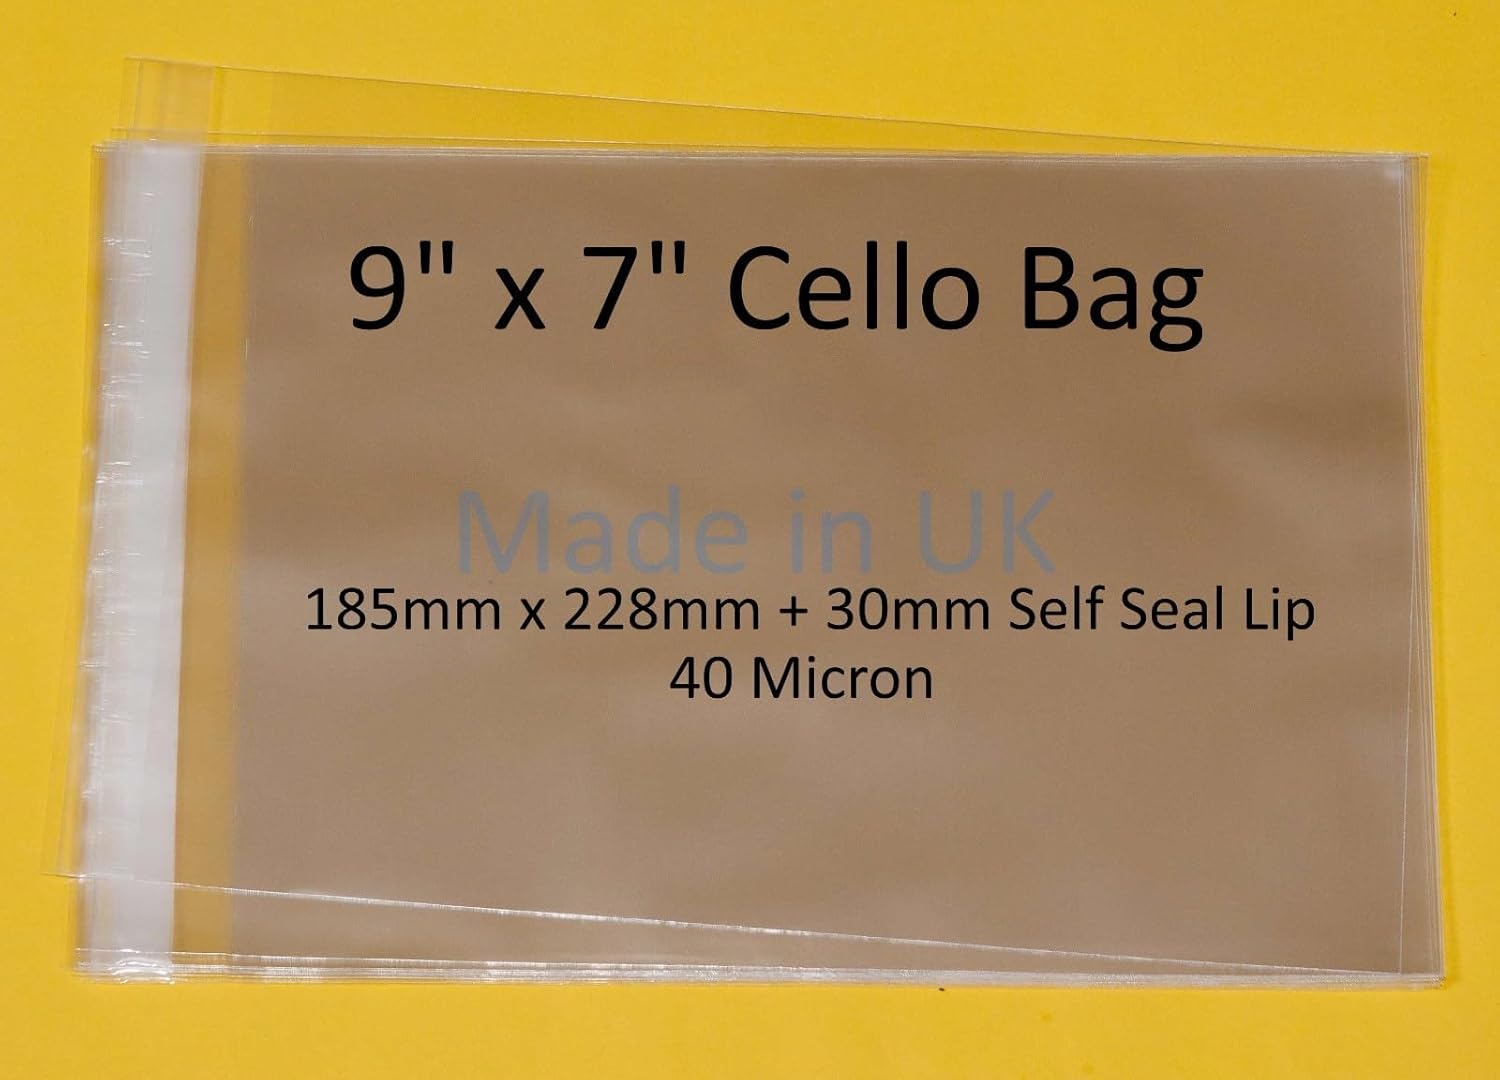 9" x 7" Cello Bag
Made in UK
185mm x 228mm + 30mm Self Seal Lip
40 Micron